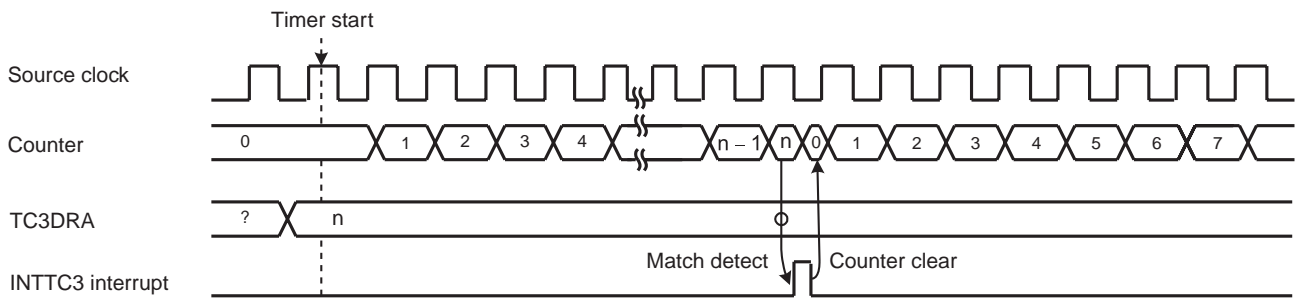 Timer start
Source clock
Counter 0 1 2 3 4 n – 1 n 0 1 2 3 4 5 6 7
TC3DRA ? n
Match detect Counter clear
INTTC3 interrupt